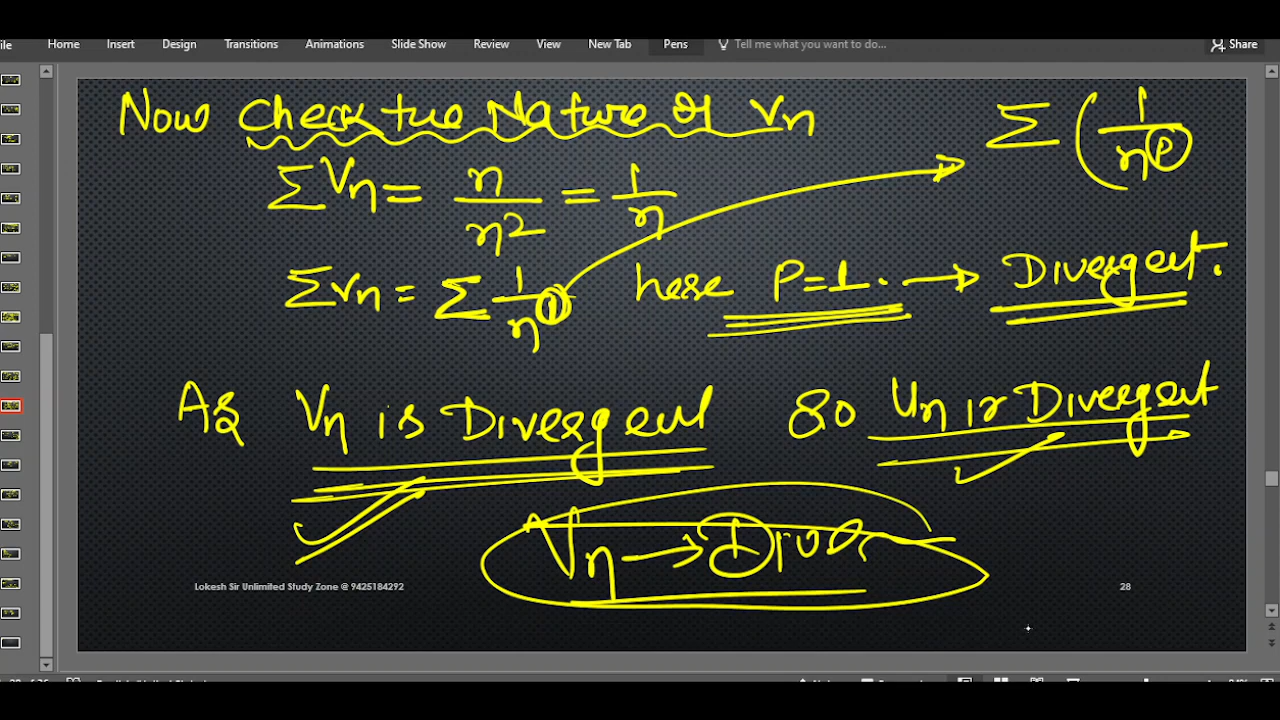 File Home Insert Design Transitions Animations Slide Show Review View New Tab Pens Tell me what you want to do... Share
Now Check the Nature of Vn
Σ (1/n^P
ΣVn = n/n² = 1/n
ΣVn = Σ 1/n^1 here P=1. → Divergent.
As Vn is Divergent So Un is Divergent
Vn → Div.
Lokesh Sir Unlimited Study Zone @ 9425184292
28